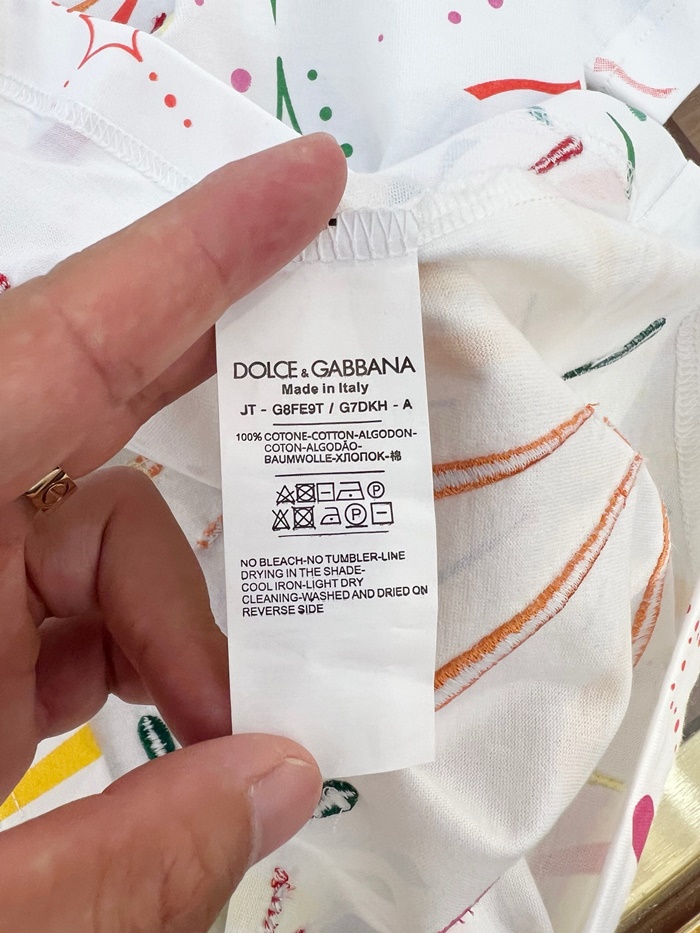 DOLCE & GABBANA
Made in Italy
JT - G8FE9T / G7DKH - A
100% COTONE-COTTON-ALGODON-
COTON-ALGODÃO-
BAUMWOLLE-ХЛОПОК-棉
P
P
NO BLEACH-NO TUMBLER-LINE
DRYING IN THE SHADE-
COOL IRON-LIGHT DRY
CLEANING-WASHED AND DRIED ON
REVERSE SIDE